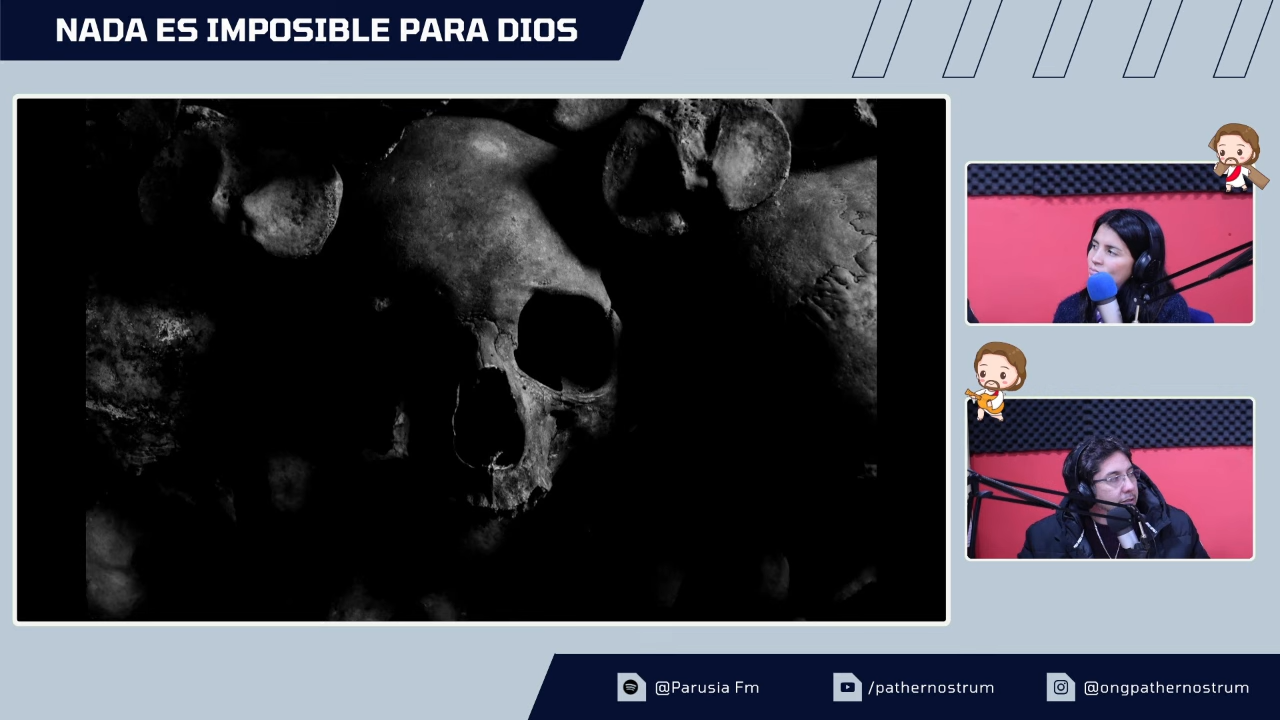 NADA ES IMPOSIBLE PARA DIOS
@Parusia Fm
/pathernostrum
@ongpathernostrum